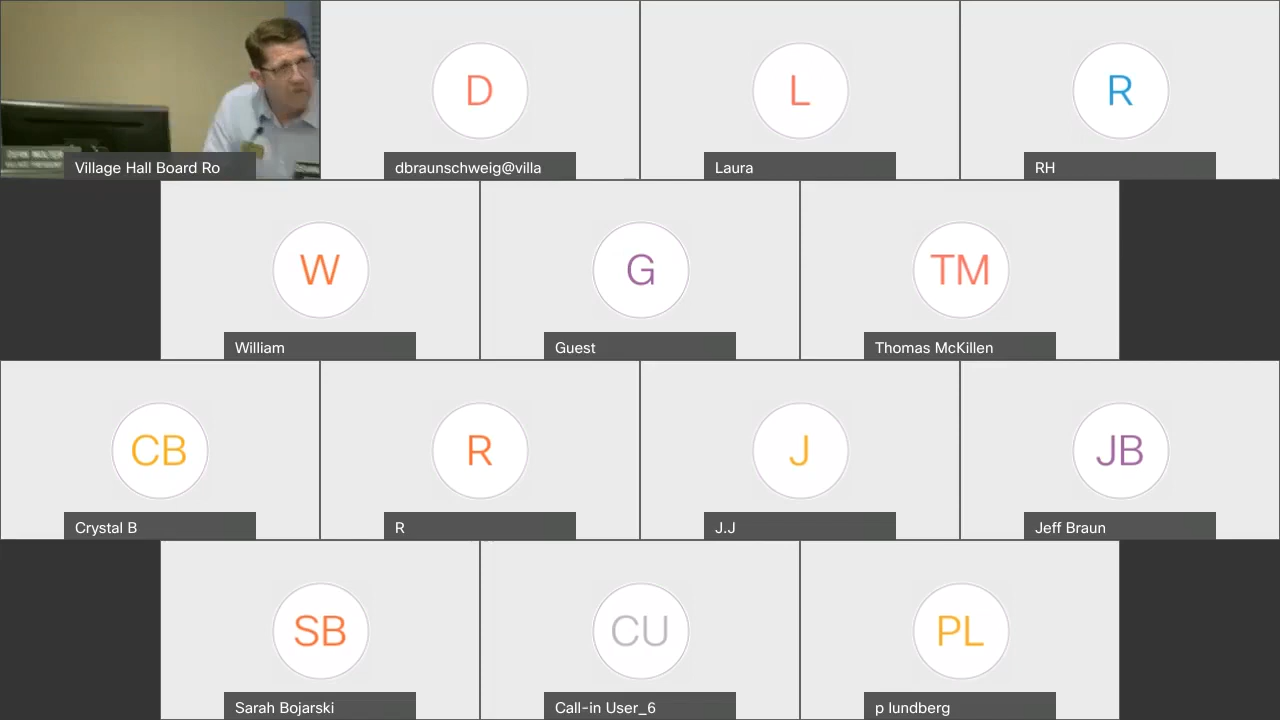 D
L
R
Village Hall Board Ro
dbraunschweig@villa
Laura
RH
W
G
TM
William
Guest
Thomas McKillen
CB
R
J
JB
Crystal B
R
J.J
Jeff Braun
SB
CU
PL
Sarah Bojarski
Call-in User_6
p lundberg